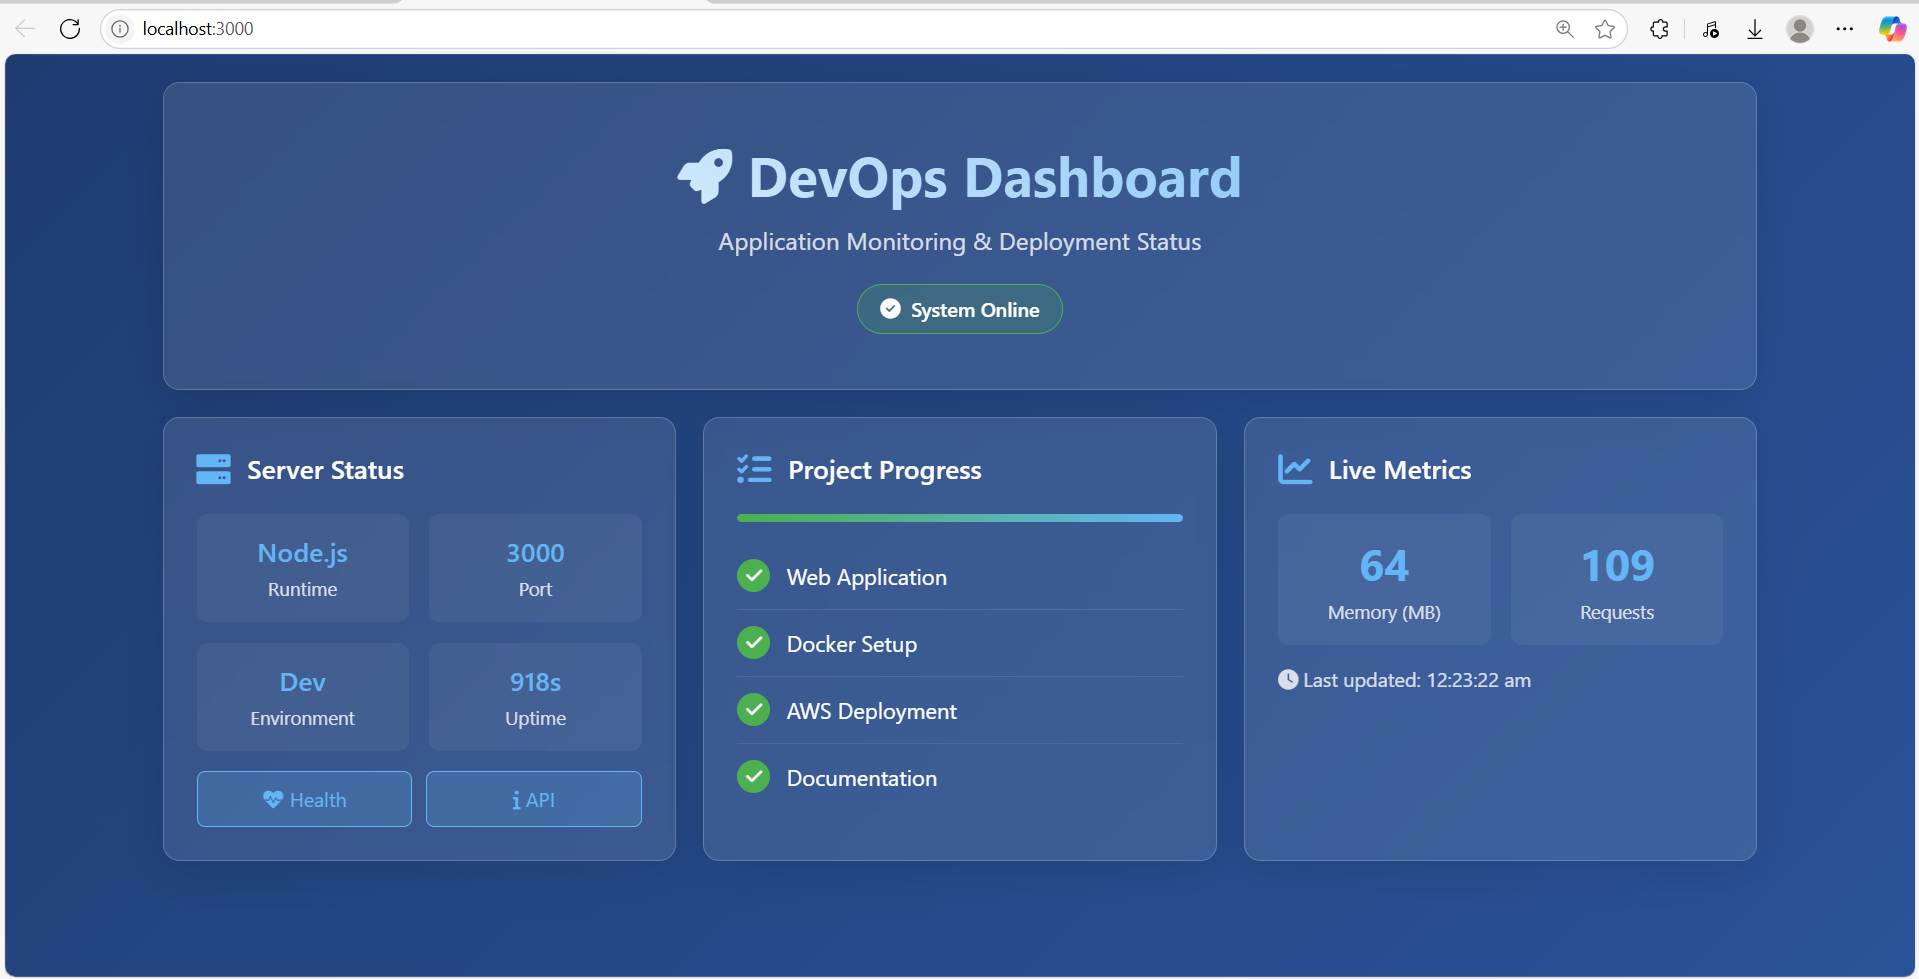 localhost:3000
DevOps Dashboard
Application Monitoring & Deployment Status
System Online
Server Status
Node.js
Runtime
3000
Port
Dev
Environment
918s
Uptime
Health
API
Project Progress
Web Application
Docker Setup
AWS Deployment
Documentation
Live Metrics
64
Memory (MB)
109
Requests
Last updated: 12:23:22 am